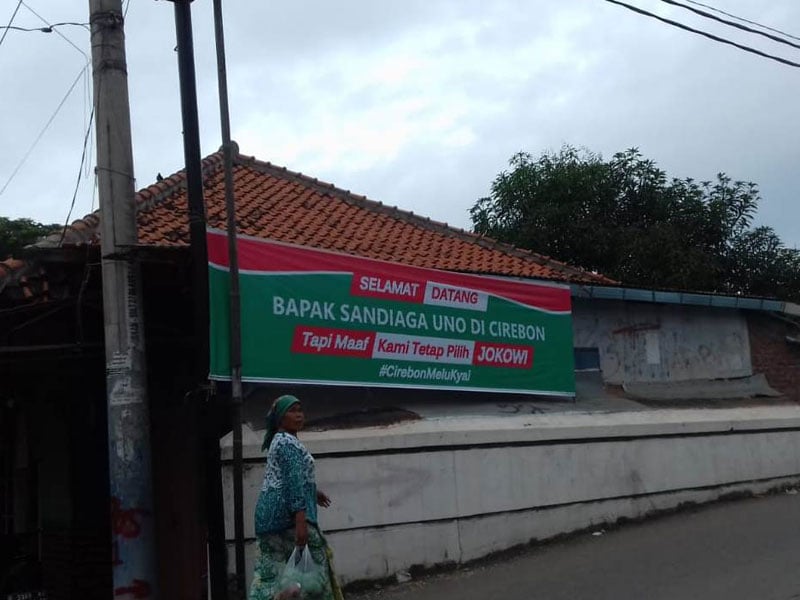 SELAMAT DATANG
BAPAK SANDIAGA UNO DI CIREBON
Tapi Maaf Kami Tetap Pilih JOKOWI
#CirebonMeluKyai